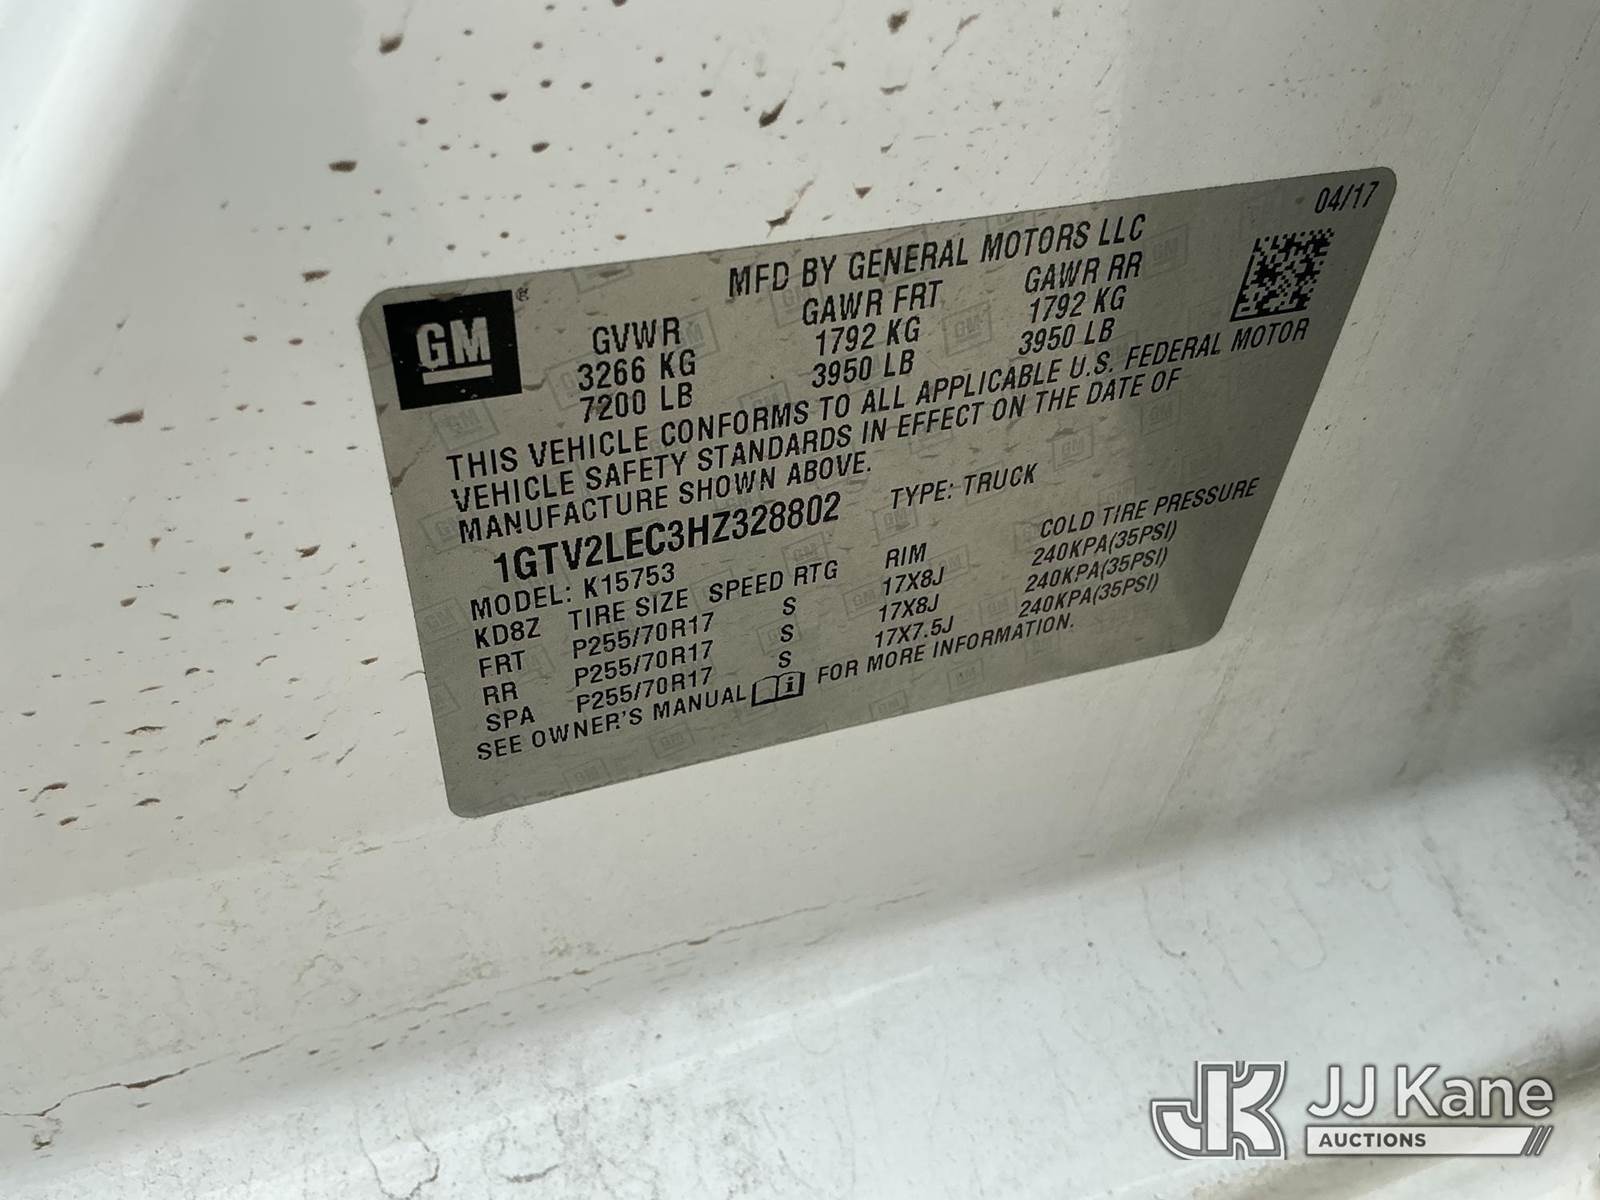 04/17
MFD BY GENERAL MOTORS LLC
GM ®
GVWR GAWR FRT GAWR RR
3266 KG 1792 KG 1792 KG
7200 LB 3950 LB 3950 LB
THIS VEHICLE CONFORMS TO ALL APPLICABLE U.S. FEDERAL MOTOR
VEHICLE SAFETY STANDARDS IN EFFECT ON THE DATE OF
MANUFACTURE SHOWN ABOVE.
1GTV2LEC3HZ328802 TYPE: TRUCK
MODEL: K15753
KD8Z TIRE SIZE SPEED RTG RIM COLD TIRE PRESSURE
FRT P255/70R17 S 17X8J 240KPA(35PSI)
RR P255/70R17 S 17X8J 240KPA(35PSI)
SPA P255/70R17 S 17X7.5J 240KPA(35PSI)
SEE OWNER'S MANUAL i FOR MORE INFORMATION.
JK JJ Kane
AUCTIONS